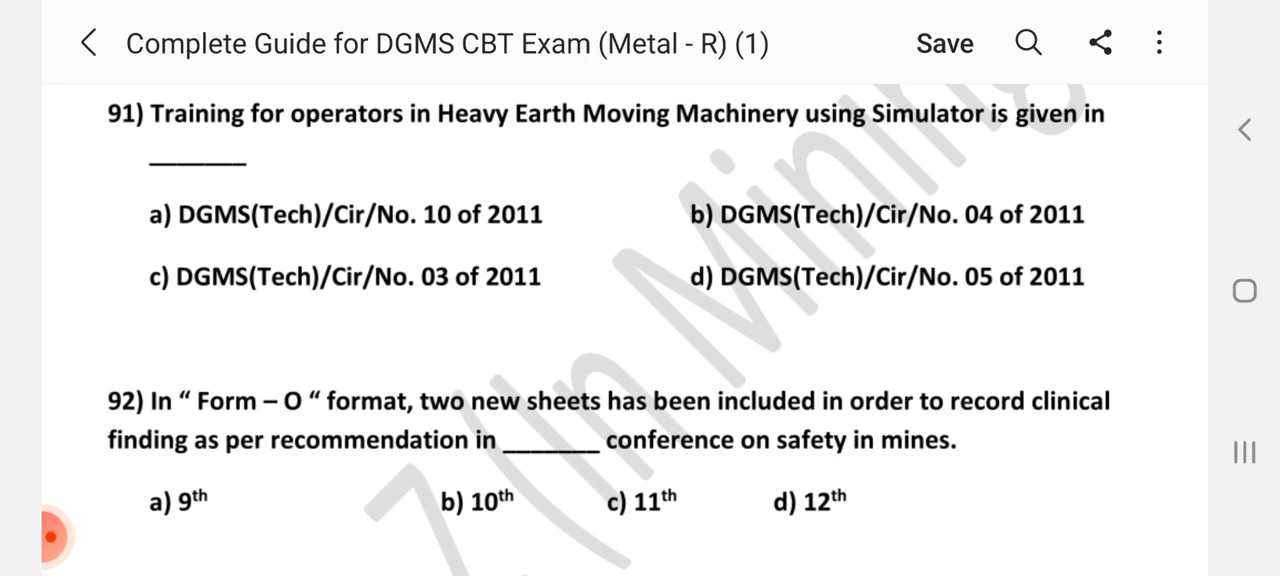 Complete Guide for DGMS CBT Exam (Metal - R) (1) Save
91) Training for operators in Heavy Earth Moving Machinery using Simulator is given in
_______
a) DGMS(Tech)/Cir/No. 10 of 2011 b) DGMS(Tech)/Cir/No. 04 of 2011
c) DGMS(Tech)/Cir/No. 03 of 2011 d) DGMS(Tech)/Cir/No. 05 of 2011
92) In “ Form – O “ format, two new sheets has been included in order to record clinical
finding as per recommendation in _______ conference on safety in mines.
a) 9th b) 10th c) 11th d) 12th
Z (In Mining